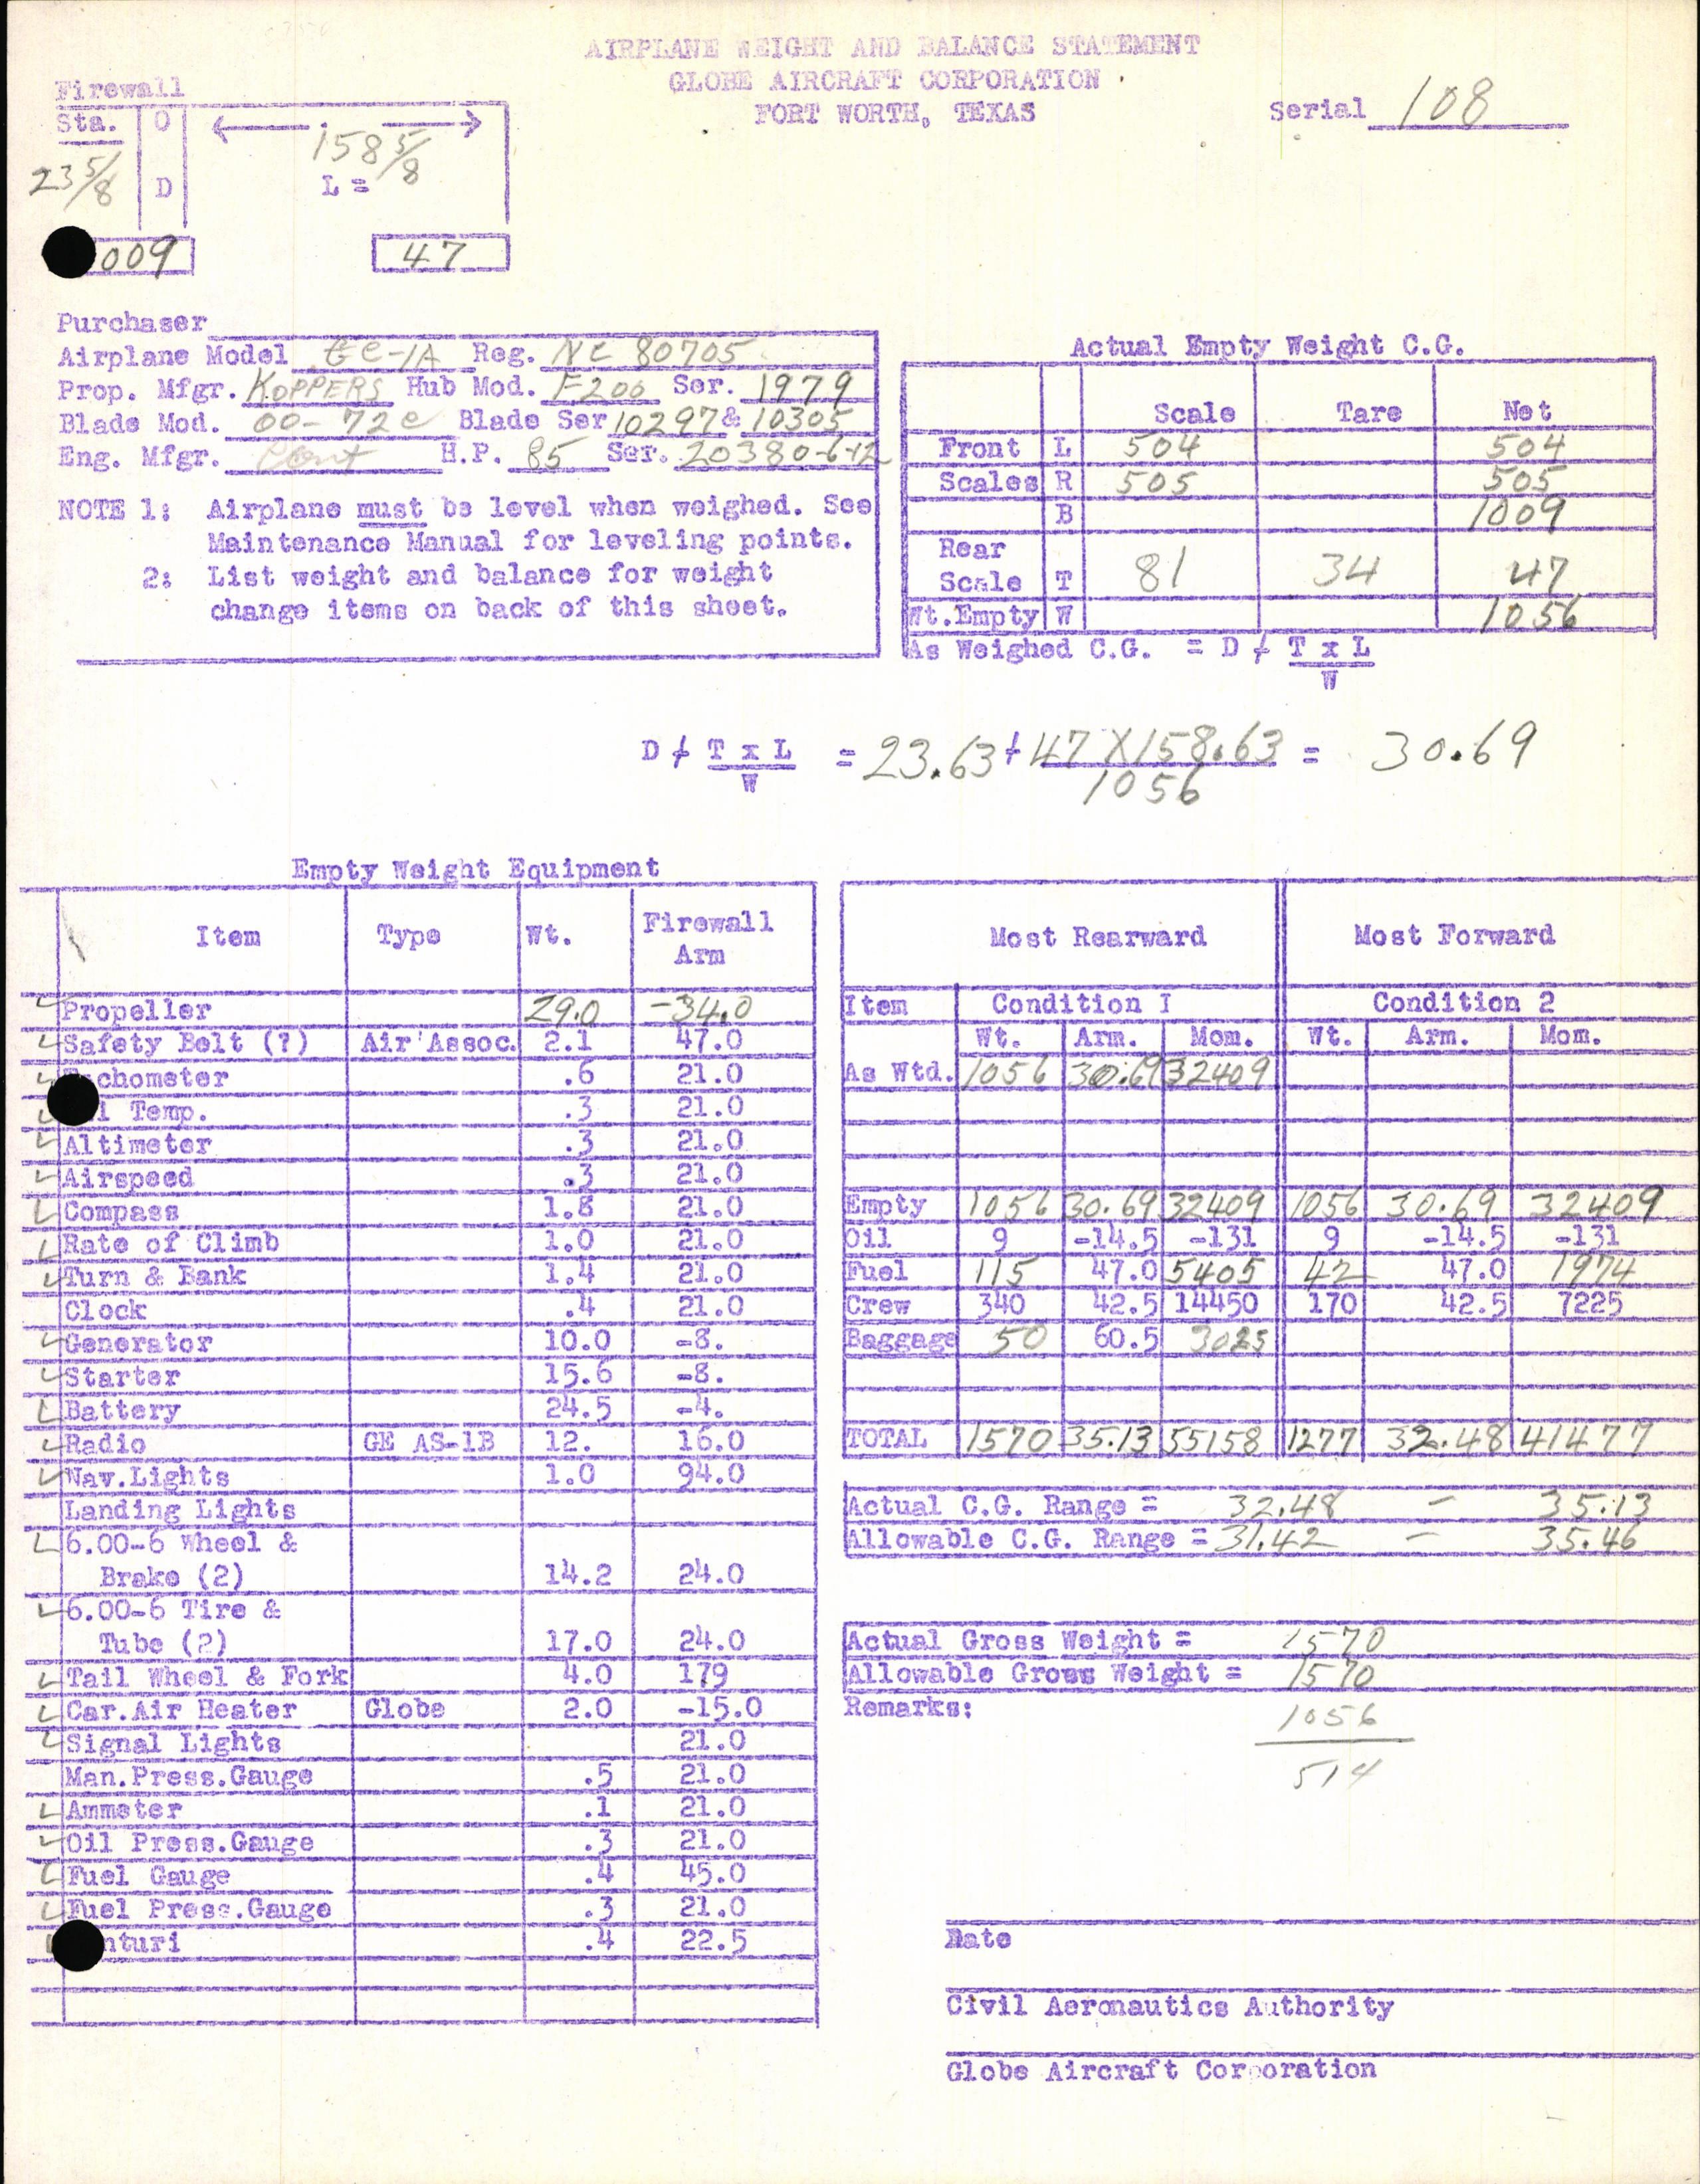 AIRPLANE WEIGHT AND BALANCE STATEMENT
GLOBE AIRCRAFT CORPORATION
FORT WORTH, TEXAS
Serial 108
Firewall
Sta. O
158 5/8
23 5/8 D L =
009 47
Purchaser
Airplane Model GC-1A Reg. NC 80705
Prop. Mfgr. KOPPERS Hub Mod. F200 Ser. 1979
Blade Mod. 00-72C Blade Ser 10297 & 10305
Eng. Mfgr. Cont H.P. 85 Ser. 20380-6-12
NOTE 1: Airplane must be level when weighed. See
Maintenance Manual for leveling points.
2: List weight and balance for weight
change items on back of this sheet.
Actual Empty Weight C.G.
Scale Tare Net
Front L 504 504
Scales R 505 505
B 1009
Rear
Scale T 81 34 47
Wt.Empty W 1056
As Weighed C.G. = D + T x L
W
D + T x L = 23.63 + 47 X 158.63 = 30.69
W 1056
Empty Weight Equipment
Item Type Wt. Firewall
Arm
Propeller 29.0 -34.0
Safety Belt (?) Air Assoc. 2.1 47.0
chometer .6 21.0
l Temp. .3 21.0
Altimeter .3 21.0
Airspeed .3 21.0
Compass 1.8 21.0
Rate of Climb 1.0 21.0
Turn & Bank 1.4 21.0
Clock .4 21.0
Generator 10.0 -8.
Starter 15.6 -8.
Battery 24.5 -4.
Radio GE AS-1B 12. 16.0
Nav.Lights 1.0 94.0
Landing Lights
6.00-6 Wheel &
Brake (2) 14.2 24.0
6.00-6 Tire &
Tube (2) 17.0 24.0
Tail Wheel & Fork 4.0 179
Car.Air Heater Globe 2.0 -15.0
Signal Lights 21.0
Man.Press.Gauge .5 21.0
Ammeter .1 21.0
Oil Press.Gauge .3 21.0
Fuel Gauge .4 45.0
Fuel Press.Gauge .3 21.0
nturi .4 22.5
Most Rearward Most Forward
Item Condition I Condition 2
Wt. Arm. Mom. Wt. Arm. Mom.
As Wtd. 1056 30.69 32409
Empty 1056 30.69 32409 1056 30.69 32409
Oil 9 -14.5 -131 9 -14.5 -131
Fuel 115 47.0 5405 42 47.0 1974
Crew 340 42.5 14450 170 42.5 7225
Baggage 50 60.5 3025
TOTAL 1570 35.13 55158 1277 32.48 41477
Actual C.G. Range = 32.48 - 35.13
Allowable C.G. Range = 31.42 - 35.46
Actual Gross Weight = 1570
Allowable Gross Weight = 1570
Remarks: 1056
514
Date
Civil Aeronautics Authority
Globe Aircraft Corporation